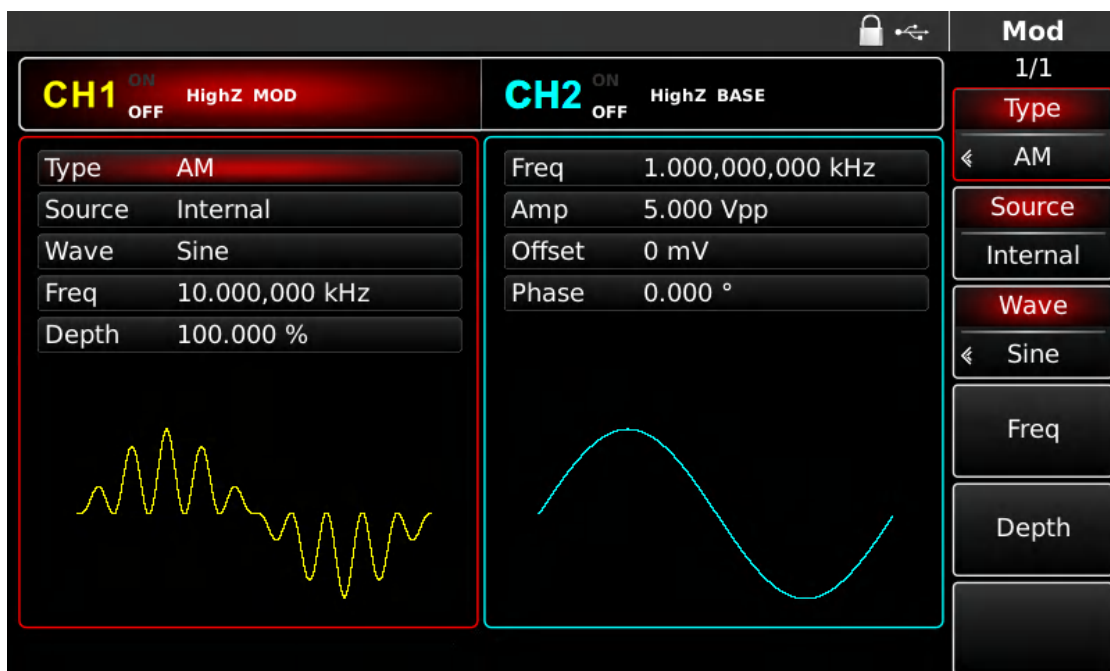 Mod
1/1
CH1 ON OFF HighZ MOD
CH2 ON OFF HighZ BASE
Type AM
Source Internal
Wave Sine
Freq 10.000,000 kHz
Depth 100.000 %
Freq 1.000,000,000 kHz
Amp 5.000 Vpp
Offset 0 mV
Phase 0.000 °
Type
AM
Source
Internal
Wave
Sine
Freq
Depth